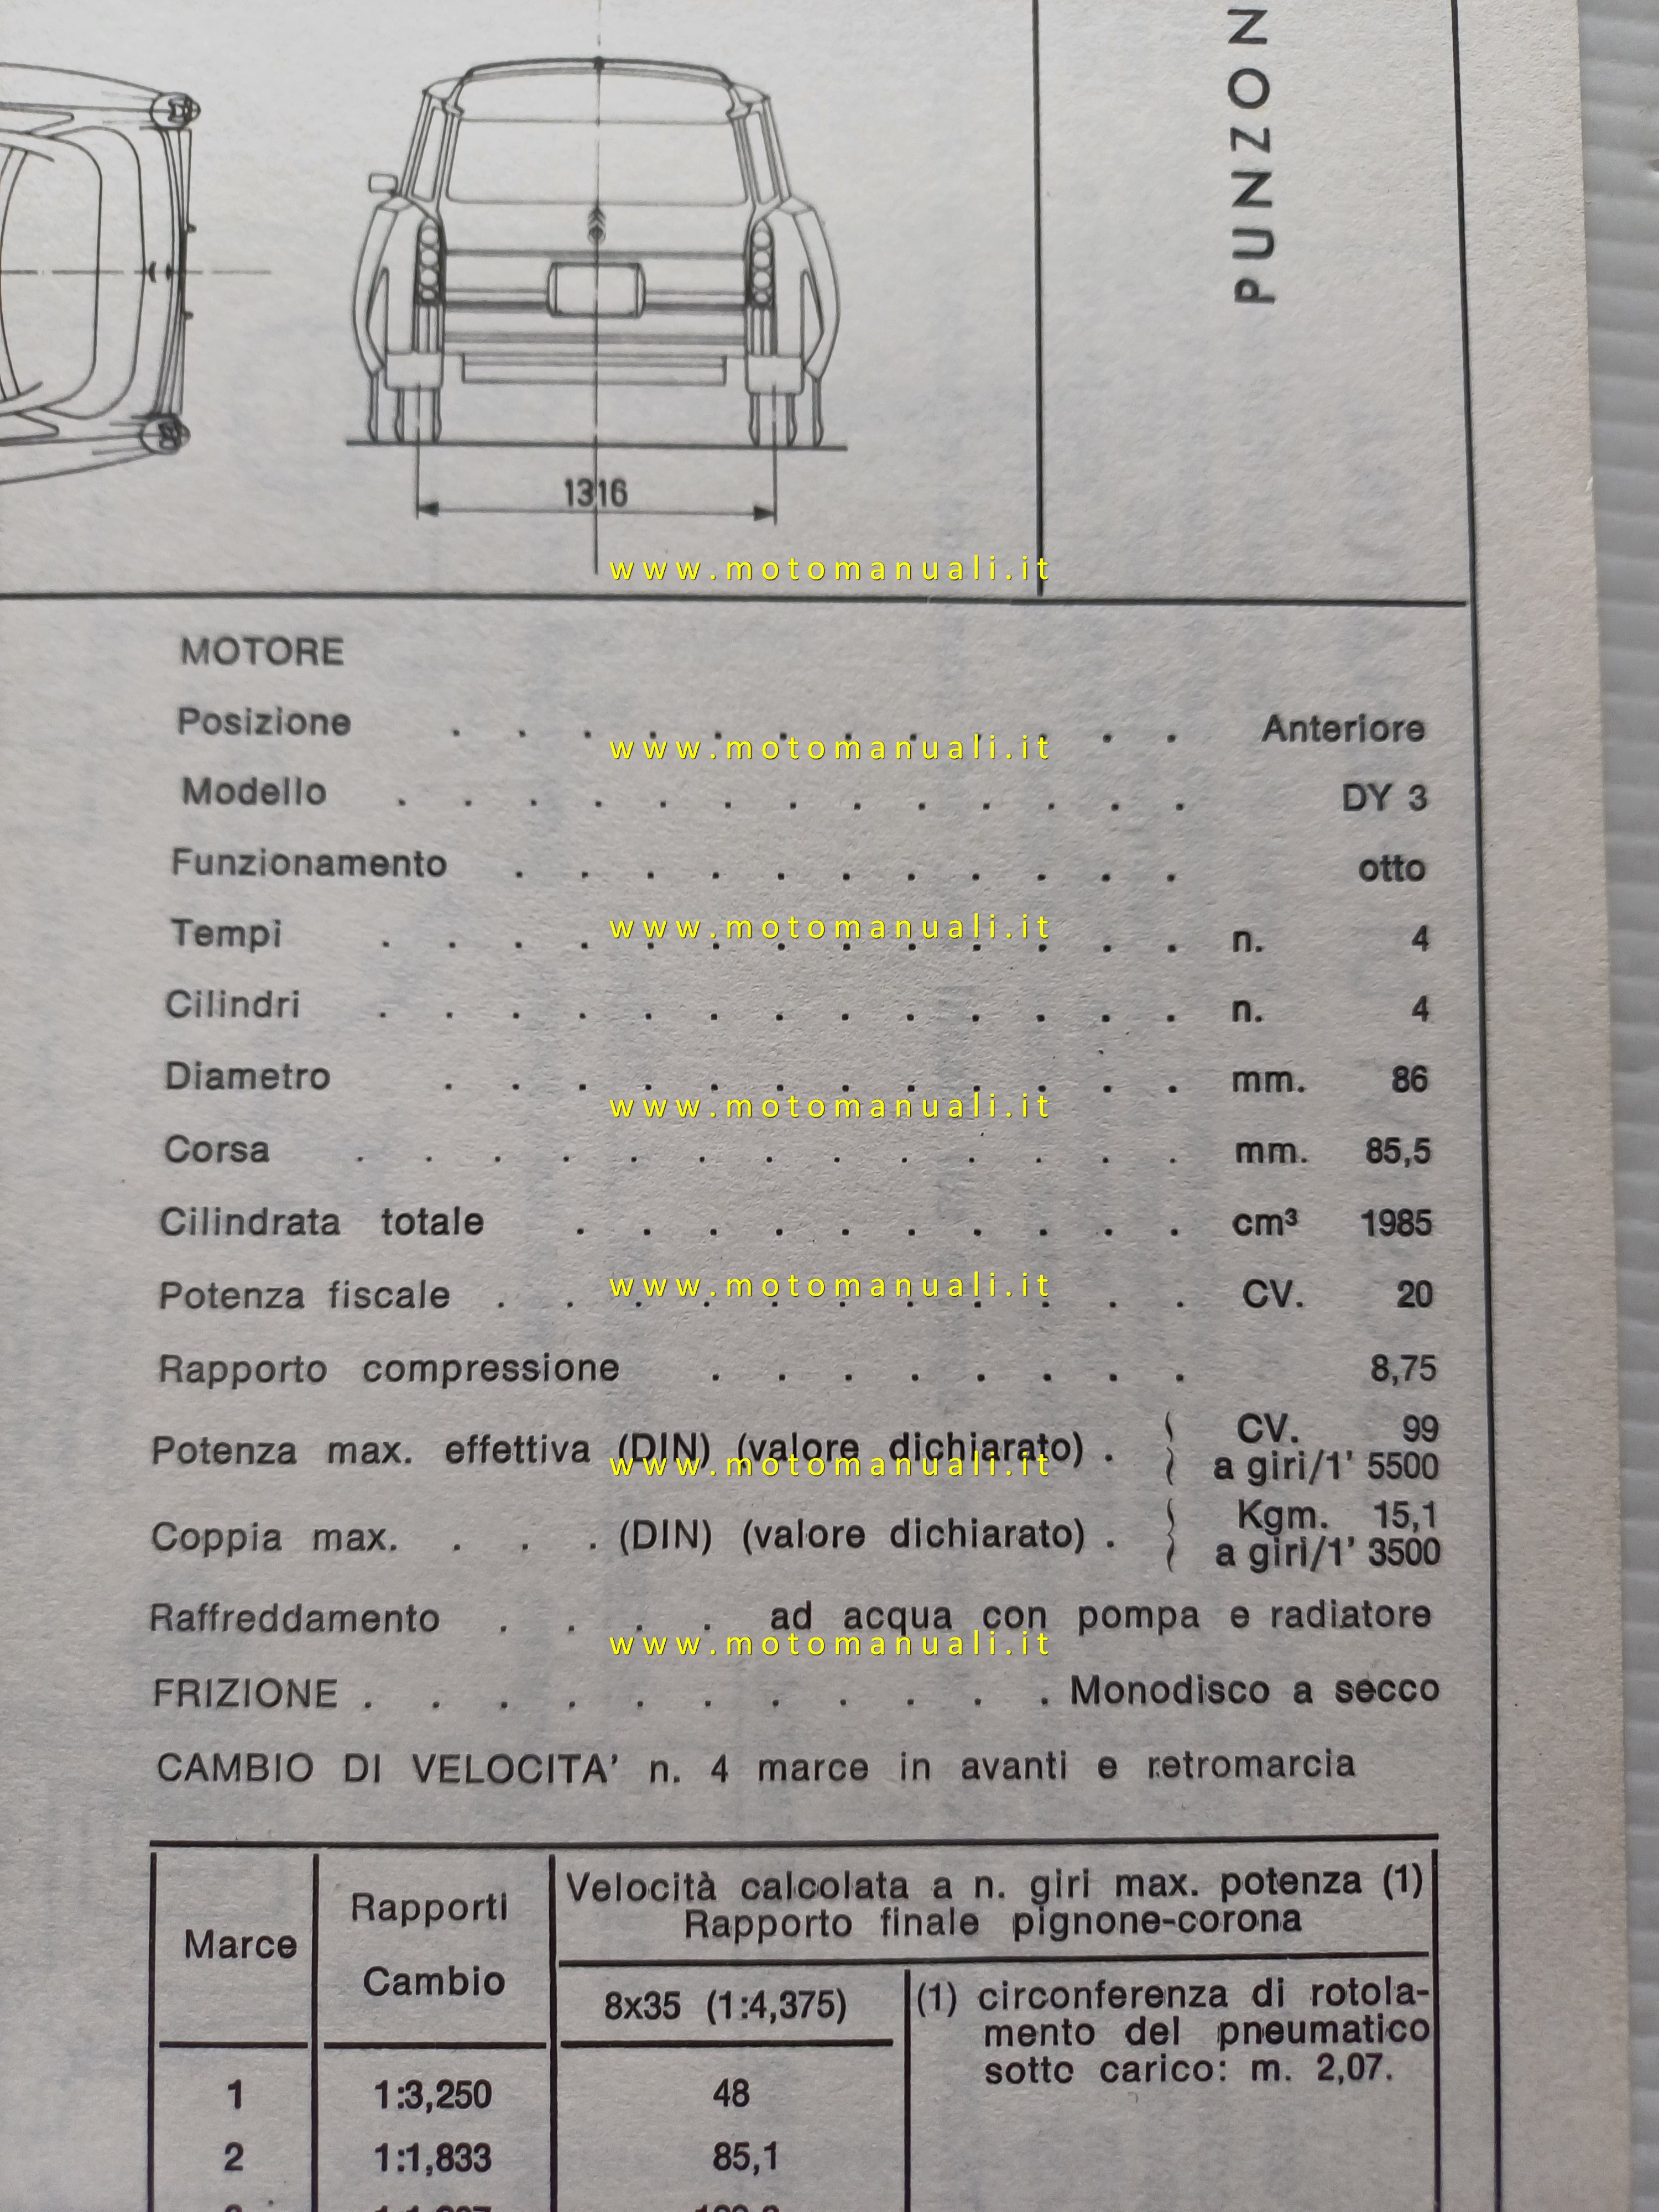 PUNZON
1316
www.motomanuali.it
MOTORE
Posizione . . . . . . . . . . . . Anteriore
www.motomanuali.it
Modello . . . . . . . . . . . . . DY 3
Funzionamento . . . . . . . . . . . otto
www.motomanuali.it
Tempi . . . . . . . . . . . . . n. 4
Cilindri . . . . . . . . . . . . . n. 4
Diametro . . . . . . . . . . . . mm. 86
www.motomanuali.it
Corsa . . . . . . . . . . . . . mm. 85,5
Cilindrata totale . . . . . . . . . . cm³ 1985
Potenza fiscale . . . . . . . . . . . CV. 20
www.motomanuali.it
Rapporto compressione . . . . . . . . 8,75
Potenza max. effettiva (DIN) (valore dichiarato) . CV. 99
a giri/1' 5500
www.motomanuali.it
Coppia max. . . . (DIN) (valore dichiarato) . Kgm. 15,1
a giri/1' 3500
Raffreddamento . . . . ad acqua con pompa e radiatore
www.motomanuali.it
FRIZIONE . . . . . . . . . . . Monodisco a secco
CAMBIO DI VELOCITA' n. 4 marce in avanti e retromarcia
Marce
Rapporti
Cambio
Velocità calcolata a n. giri max. potenza (1)
Rapporto finale pignone-corona
8x35 (1:4,375)
(1) circonferenza di rotola-
mento del pneumatico
sotto carico: m. 2,07.
1 1:3,250 48
2 1:1,833 85,1